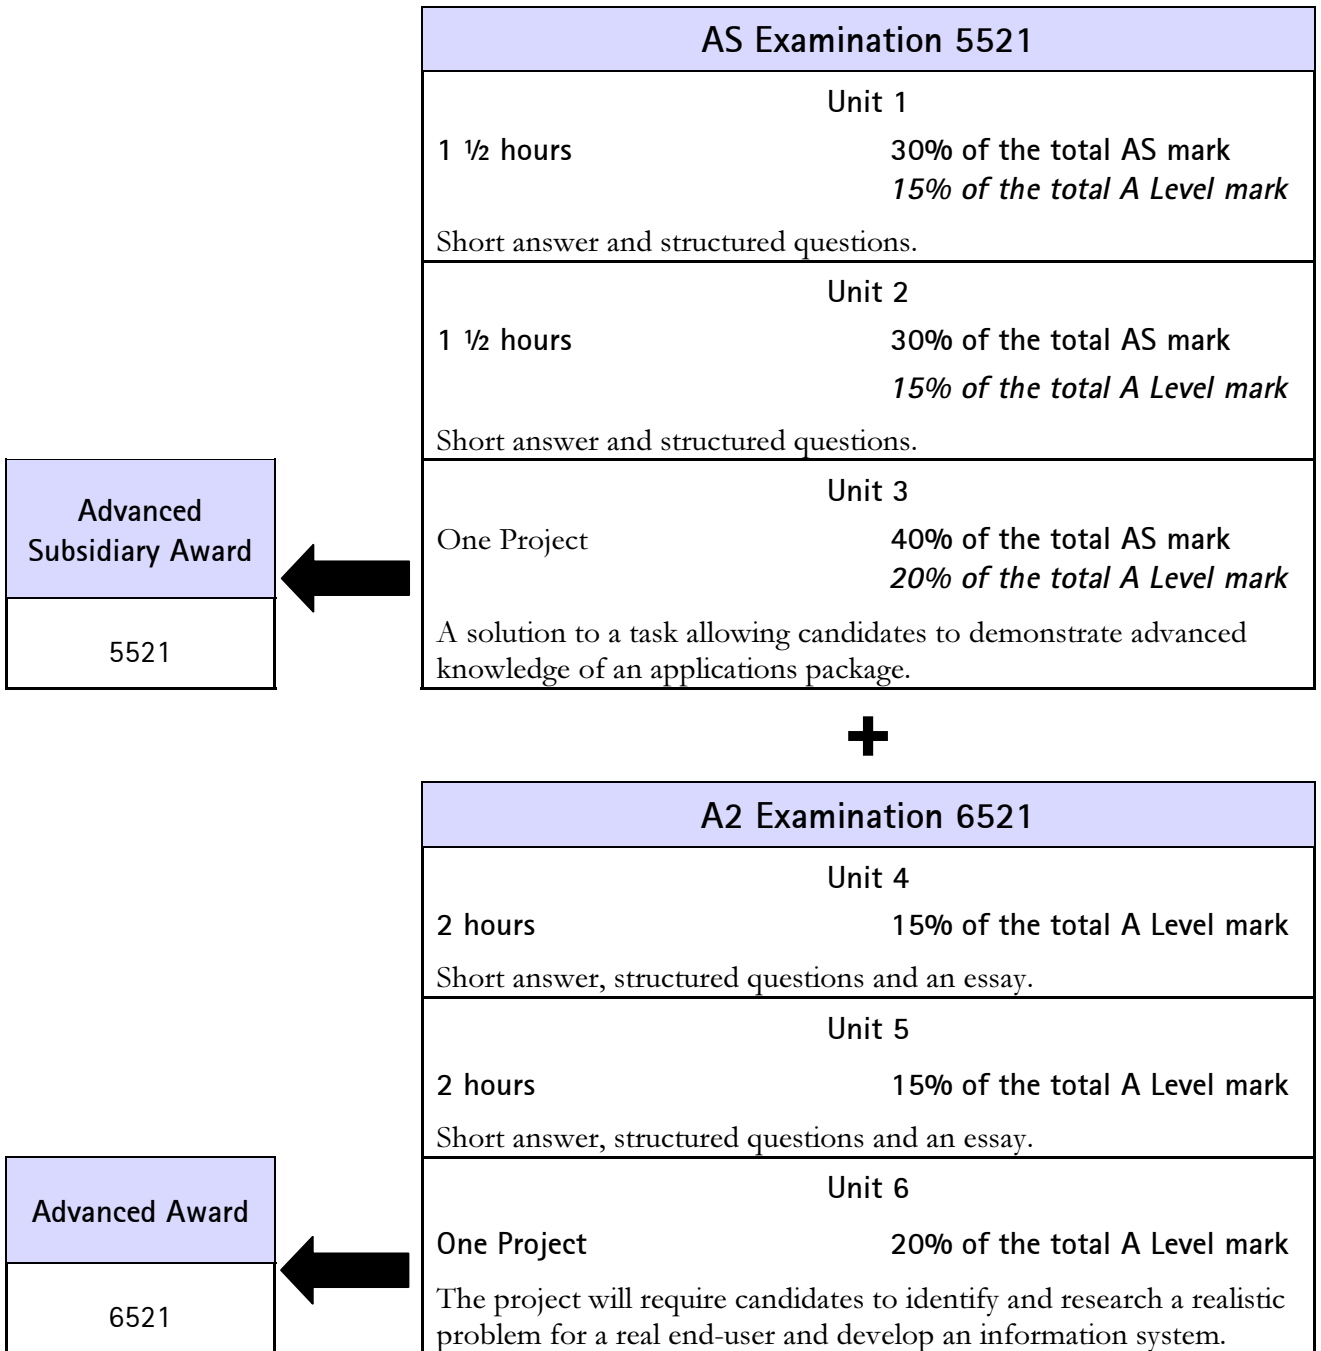 AS Examination 5521
Unit 1
1 ½ hours 30% of the total AS mark
15% of the total A Level mark
Short answer and structured questions.
Unit 2
1 ½ hours 30% of the total AS mark
15% of the total A Level mark
Short answer and structured questions.
Advanced
Subsidiary Award
5521
Unit 3
One Project 40% of the total AS mark
20% of the total A Level mark
A solution to a task allowing candidates to demonstrate advanced
knowledge of an applications package.
+
A2 Examination 6521
Unit 4
2 hours 15% of the total A Level mark
Short answer, structured questions and an essay.
Unit 5
2 hours 15% of the total A Level mark
Short answer, structured questions and an essay.
Advanced Award
6521
Unit 6
One Project 20% of the total A Level mark
The project will require candidates to identify and research a realistic
problem for a real end-user and develop an information system.